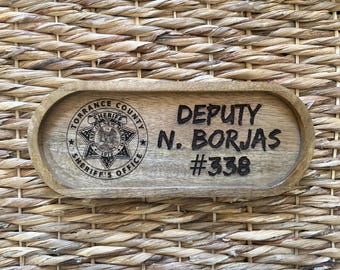 TORRANCE COUNTY
SHERIFF
SHERIFF'S OFFICE
DEPUTY
N. BORJAS
#338